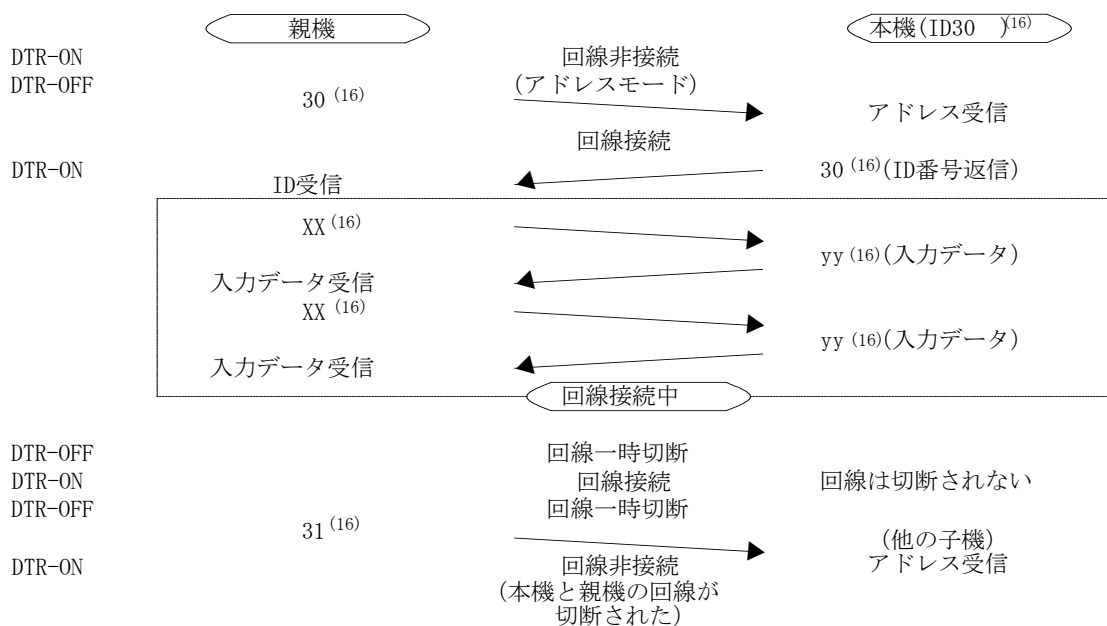 親機 本機(ID30 )(16)
DTR-ON 回線非接続
DTR-OFF (アドレスモード)
30 (16)
アドレス受信
回線接続
DTR-ON 30 (16)(ID番号返信)
ID受信
XX (16)
yy (16)(入力データ)
入力データ受信
XX (16)
yy (16)(入力データ)
入力データ受信
回線接続中
DTR-OFF 回線一時切断
DTR-ON 回線接続 回線は切断されない
DTR-OFF 回線一時切断
31 (16)
(他の子機)
DTR-ON 回線非接続 アドレス受信
(本機と親機の回線が
切断された)